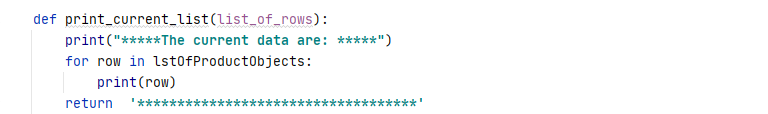 def print_current_list(list_of_rows):
    print("*****The current data are: *****")
    for row in lstOfProductObjects:
        print(row)
    return  '***********************************'